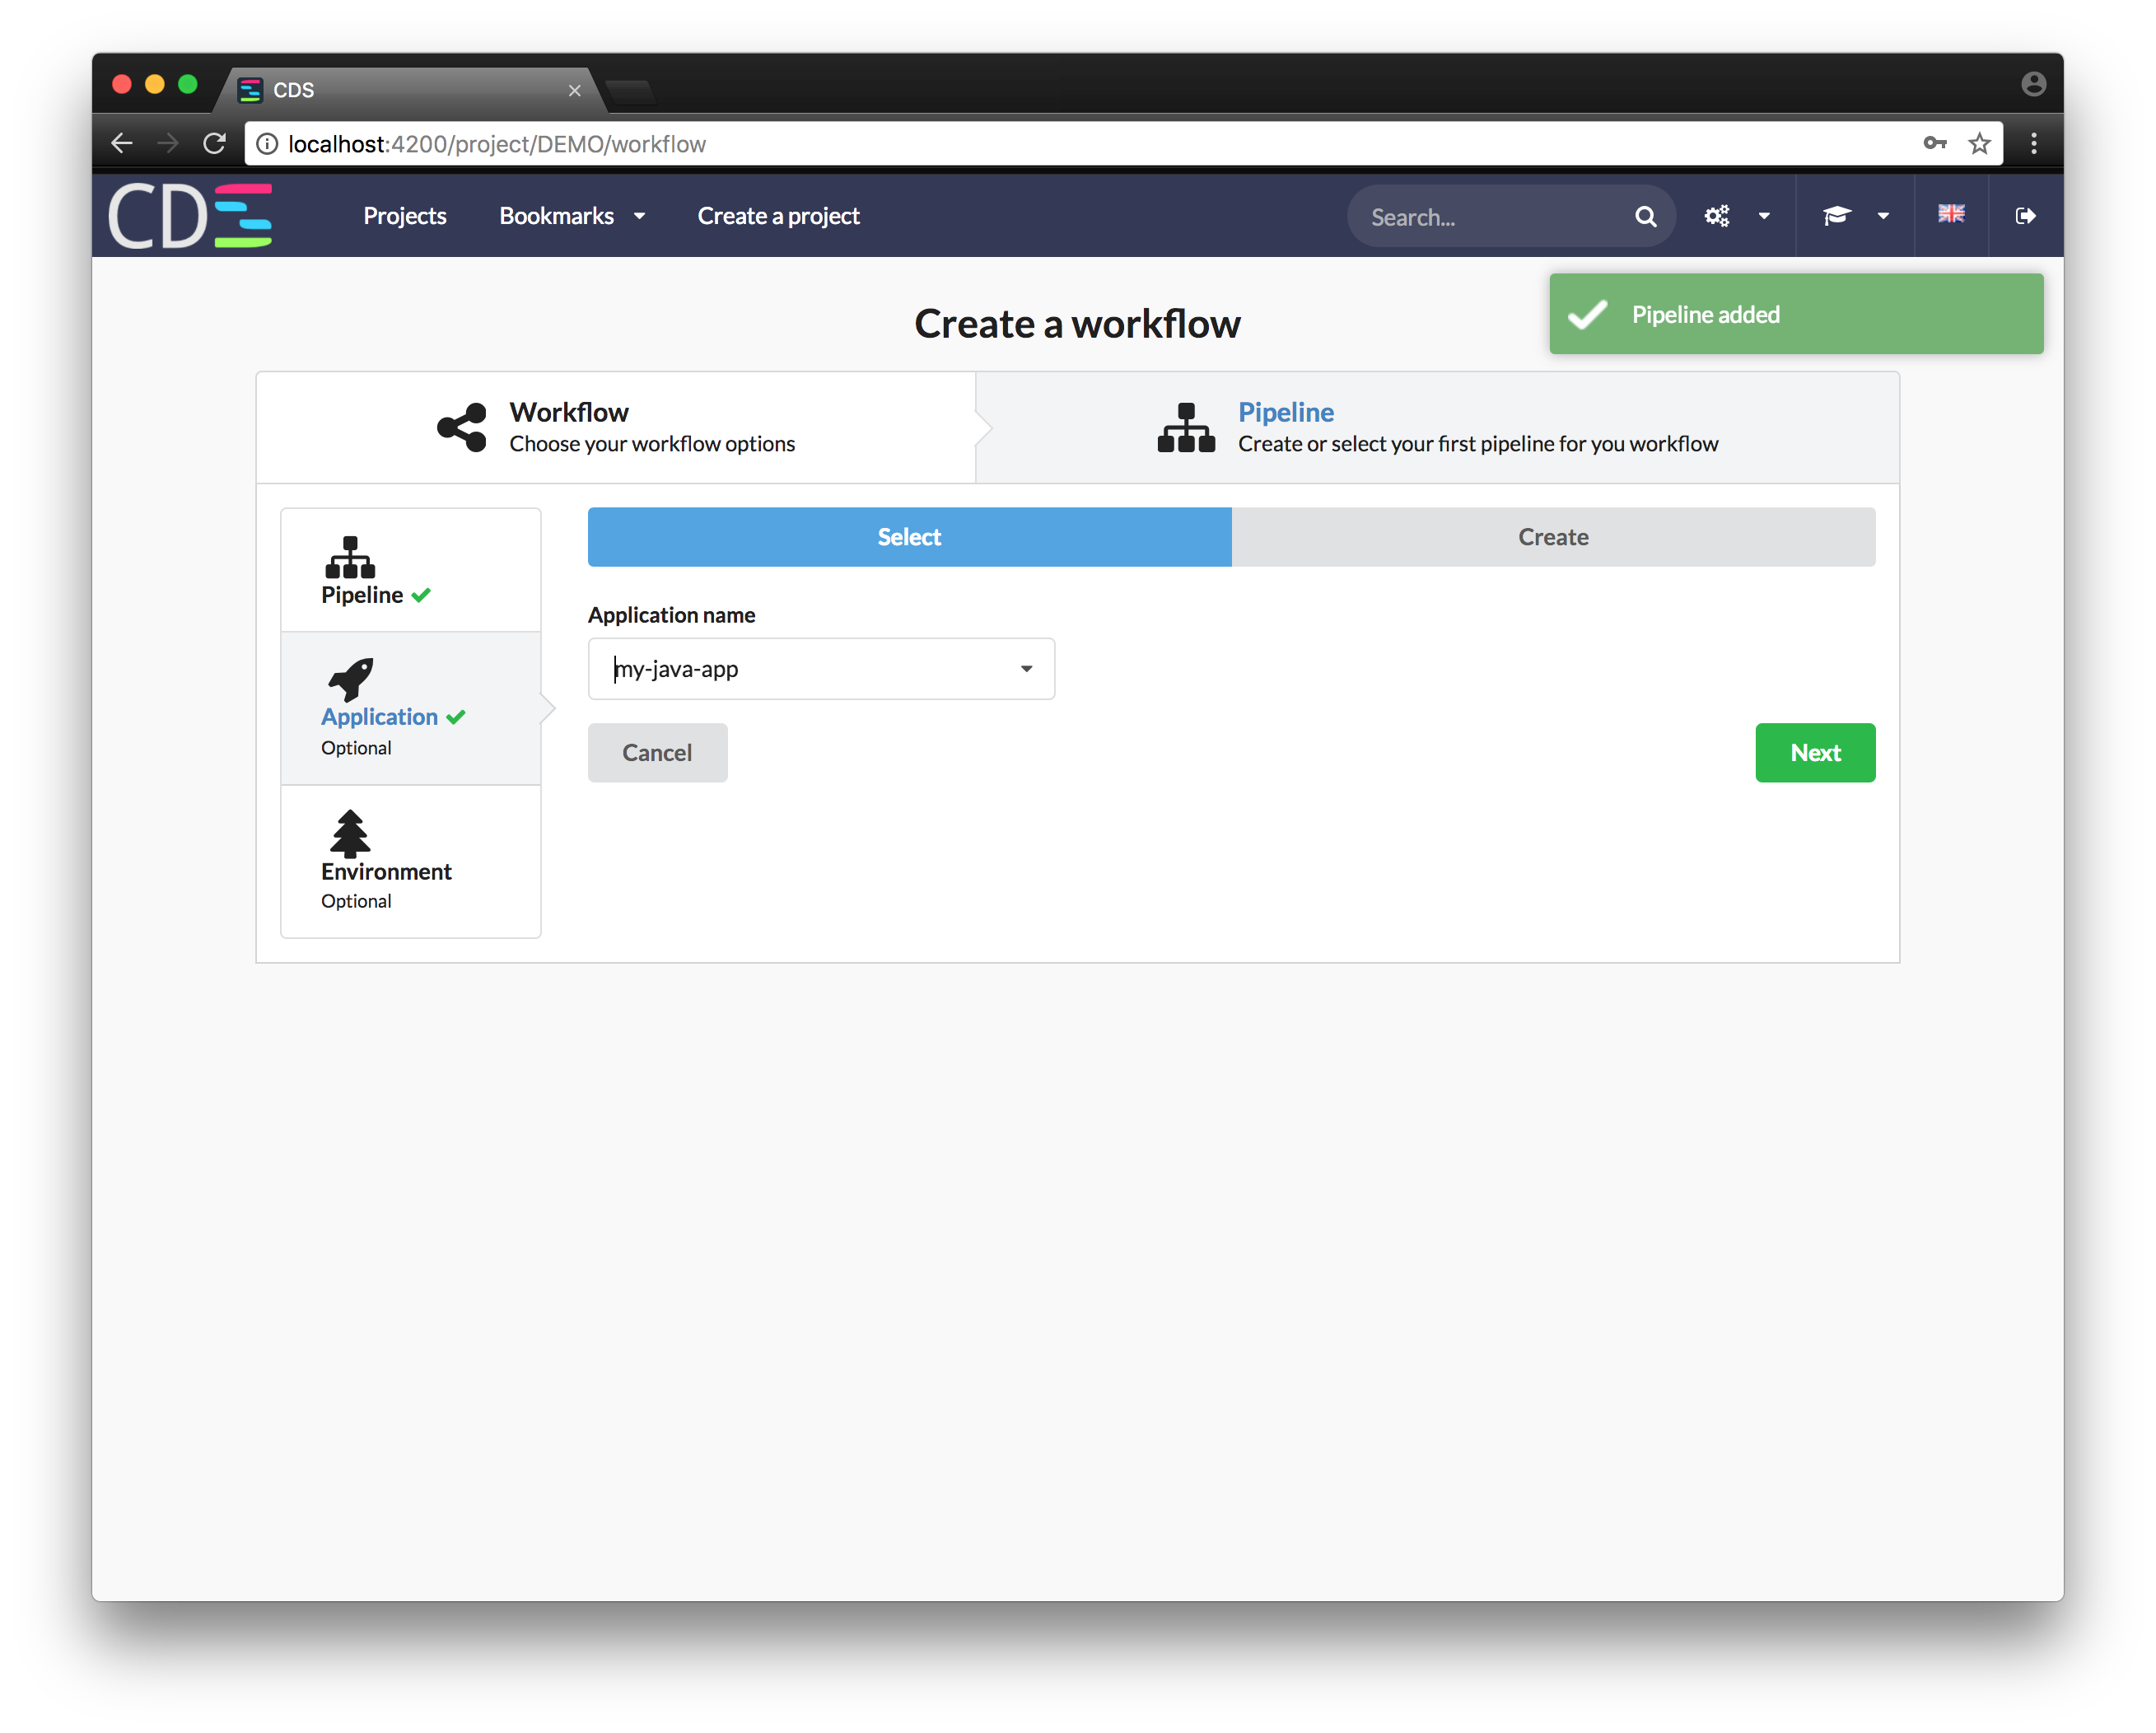 CDS
localhost:4200/project/DEMO/workflow
CDS
Projects
Bookmarks
Create a project
Search...
Pipeline added
Create a workflow
Workflow
Choose your workflow options
Pipeline
Create or select your first pipeline for you workflow
Pipeline
Application
Optional
Environment
Optional
Select
Create
Application name
my-java-app
Cancel
Next